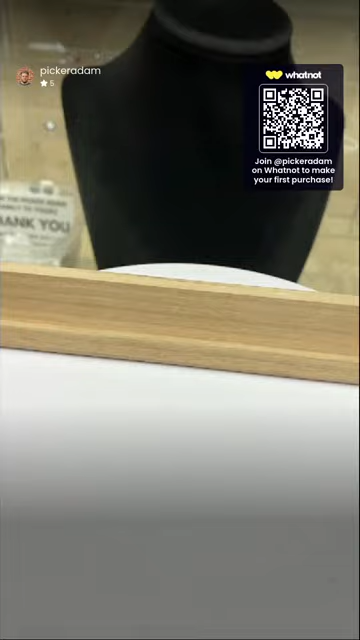 pickeradam
★ 5
whatnot
Join @pickeradam
on Whatnot to make
your first purchase!
ANK YOU